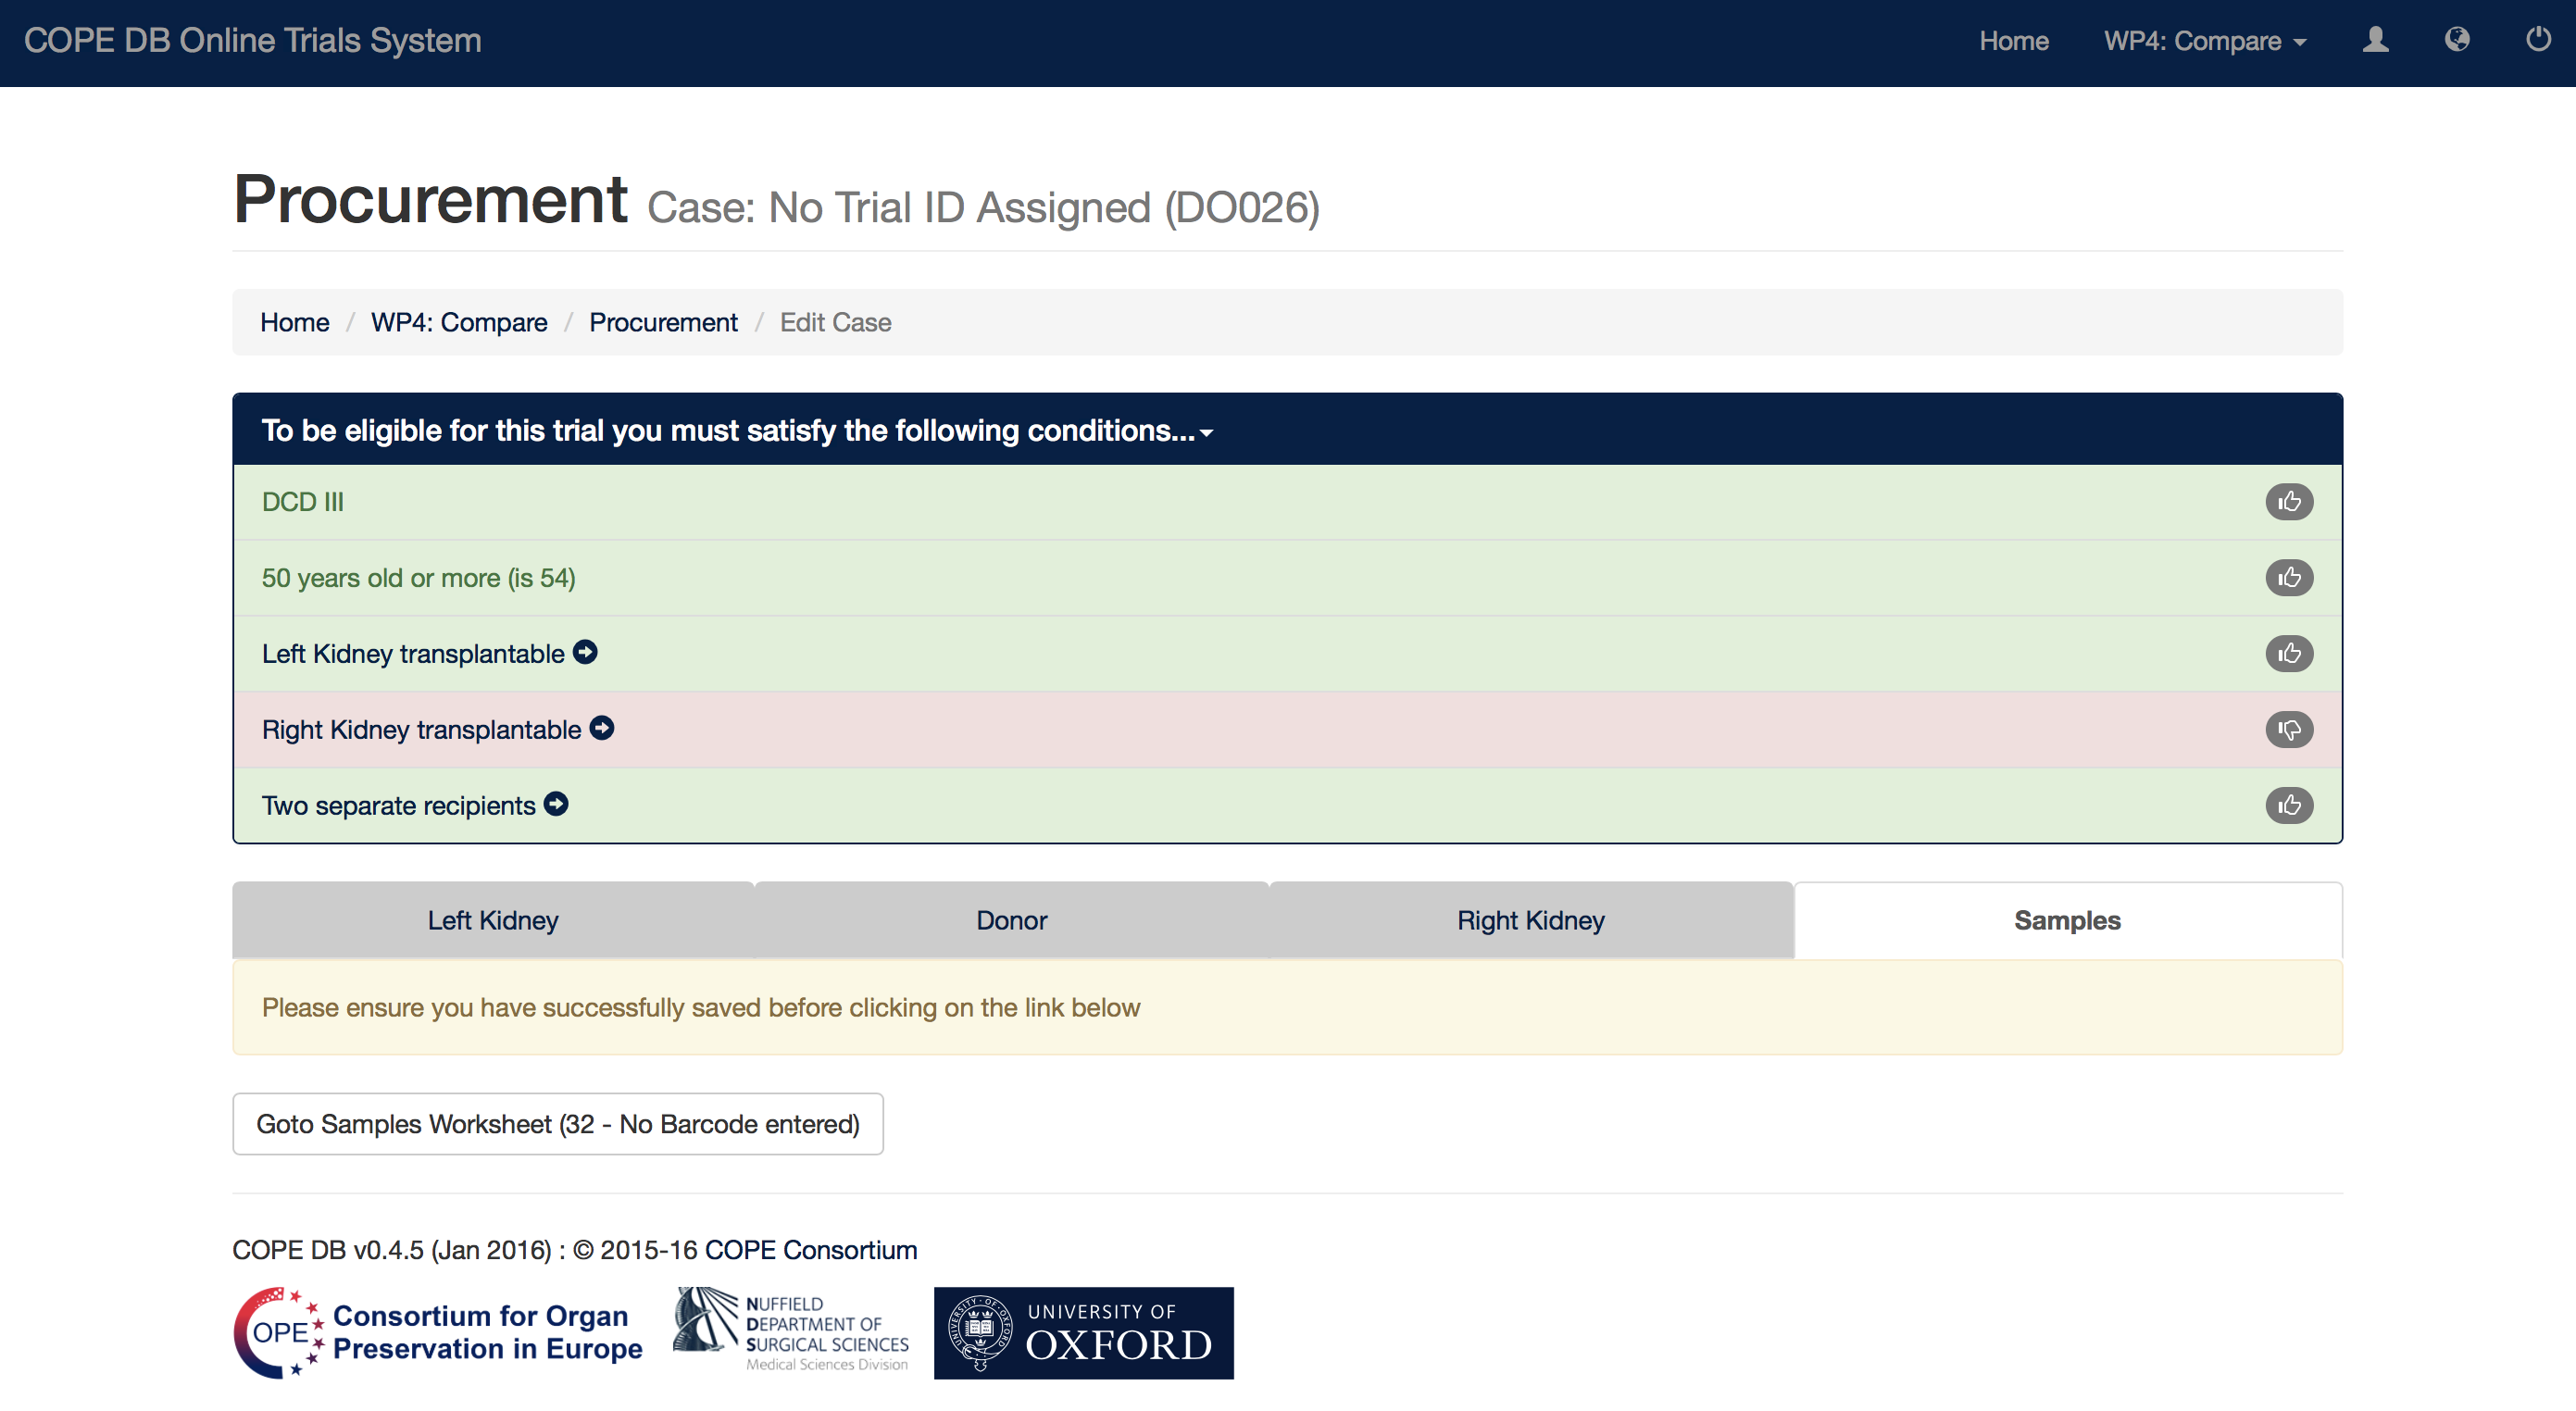 COPE DB Online Trials System
Home WP4: Compare
Procurement Case: No Trial ID Assigned (DO026)
Home / WP4: Compare / Procurement / Edit Case
To be eligible for this trial you must satisfy the following conditions...
DCD III
50 years old or more (is 54)
Left Kidney transplantable
Right Kidney transplantable
Two separate recipients
Left Kidney Donor Right Kidney Samples
Please ensure you have successfully saved before clicking on the link below
Goto Samples Worksheet (32 - No Barcode entered)
COPE DB v0.4.5 (Jan 2016) : © 2015-16 COPE Consortium
OPE
Consortium for Organ
Preservation in Europe
NUFFIELD
DEPARTMENT OF
SURGICAL SCIENCES
Medical Sciences Division
UNIVERSITY OF
OXFORD